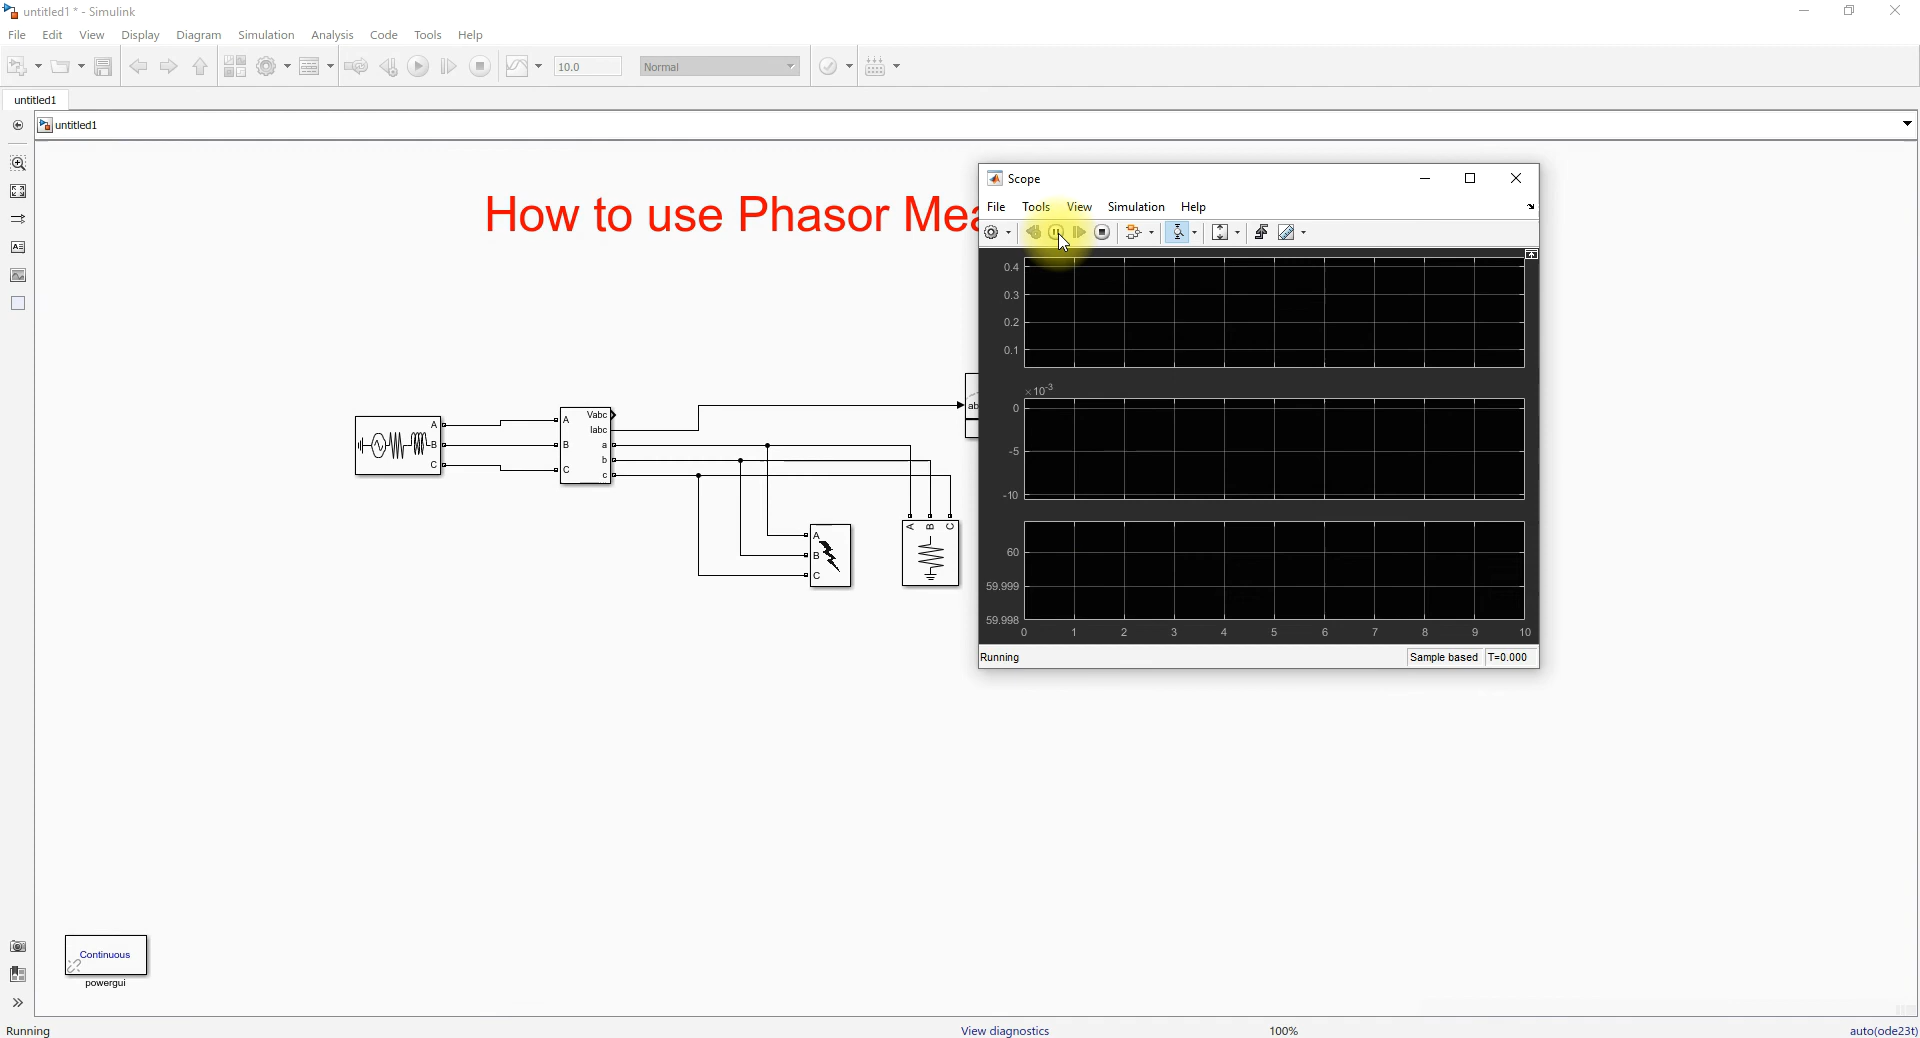 untitled1 * - Simulink
File Edit View Display Diagram Simulation Analysis Code Tools Help
10.0 Normal
untitled1
untitled1
How to use Phasor Mea
Scope
File Tools View Simulation Help
0.4
0.3
0.2
0.1
×10-3
0
-5
-10
60
59.999
59.998
0 1 2 3 4 5 6 7 8 9 10
Running Sample based T=0.000
A
B
C
A
B
C
Vabc
Iabc
a
b
c
ab
A
B
C
A B C
Continuous
powergui
Running View diagnostics 100% auto(ode23t)